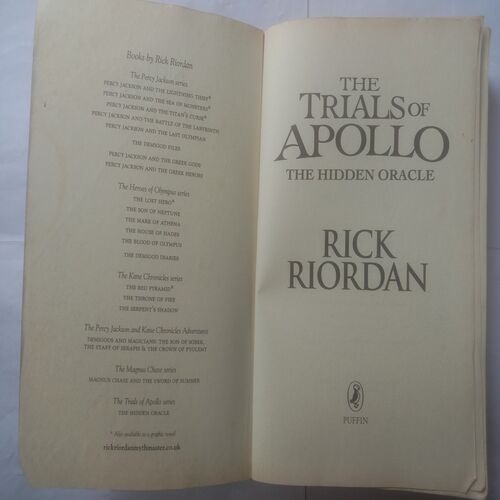 Books by Rick Riordan
The Percy Jackson series
PERCY JACKSON AND THE LIGHTNING THIEF*
PERCY JACKSON AND THE SEA OF MONSTERS*
PERCY JACKSON AND THE TITAN'S CURSE*
PERCY JACKSON AND THE BATTLE OF THE LABYRINTH
PERCY JACKSON AND THE LAST OLYMPIAN
THE DEMIGOD FILES
PERCY JACKSON AND THE GREEK GODS
PERCY JACKSON AND THE GREEK HEROES
The Heroes of Olympus series
THE LOST HERO*
THE SON OF NEPTUNE
THE MARK OF ATHENA
THE HOUSE OF HADES
THE BLOOD OF OLYMPUS
THE DEMIGOD DIARIES
The Kane Chronicles series
THE RED PYRAMID*
THE THRONE OF FIRE
THE SERPENT'S SHADOW
The Percy Jackson and Kane Chronicles Adventures
DEMIGODS AND MAGICIANS: THE SON OF SOBEK,
THE STAFF OF SERAPIS & THE CROWN OF PTOLEMY
The Magnus Chase series
MAGNUS CHASE AND THE SWORD OF SUMMER
The Trials of Apollo series
THE HIDDEN ORACLE
* Also available as a graphic novel
rickriordanmythmaster.co.uk
THE
TRIALS OF
APOLLO
THE HIDDEN ORACLE
RICK
RIORDAN
PUFFIN